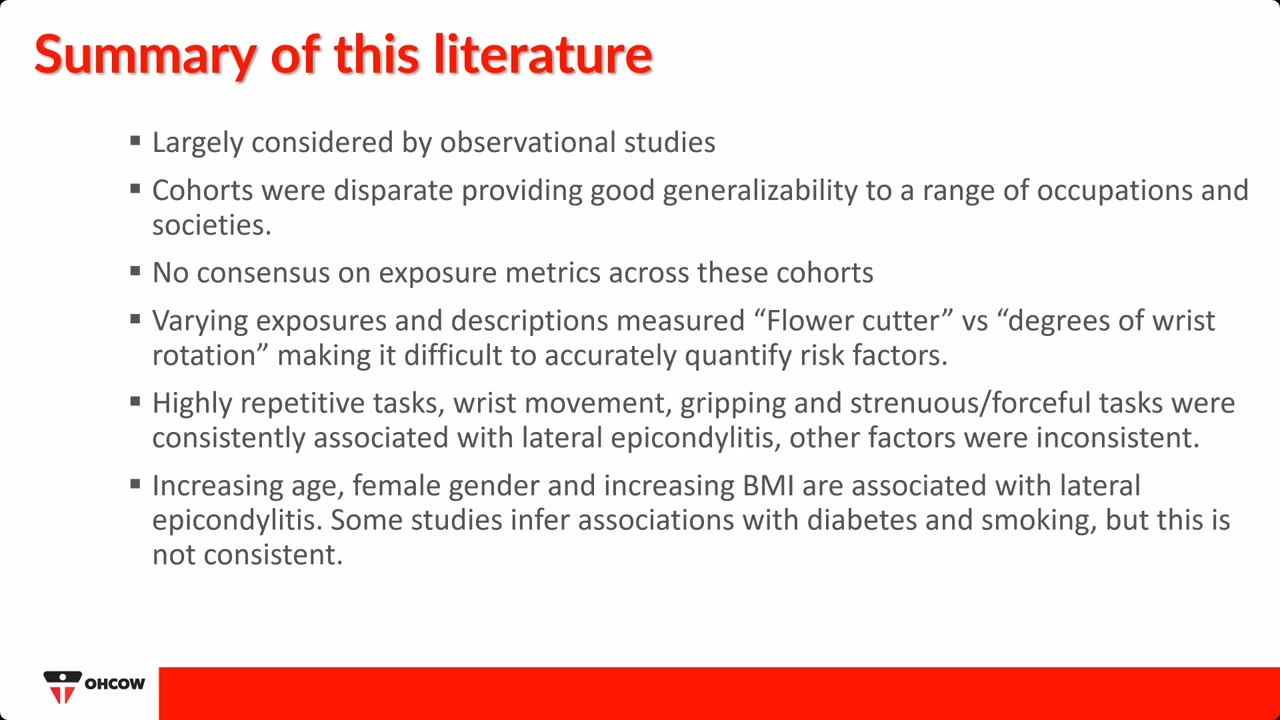 Summary of this literature
▪ Largely considered by observational studies
▪ Cohorts were disparate providing good generalizability to a range of occupations and
societies.
▪ No consensus on exposure metrics across these cohorts
▪ Varying exposures and descriptions measured “Flower cutter” vs “degrees of wrist
rotation” making it difficult to accurately quantify risk factors.
▪ Highly repetitive tasks, wrist movement, gripping and strenuous/forceful tasks were
consistently associated with lateral epicondylitis, other factors were inconsistent.
▪ Increasing age, female gender and increasing BMI are associated with lateral
epicondylitis. Some studies infer associations with diabetes and smoking, but this is
not consistent.
OHCOW